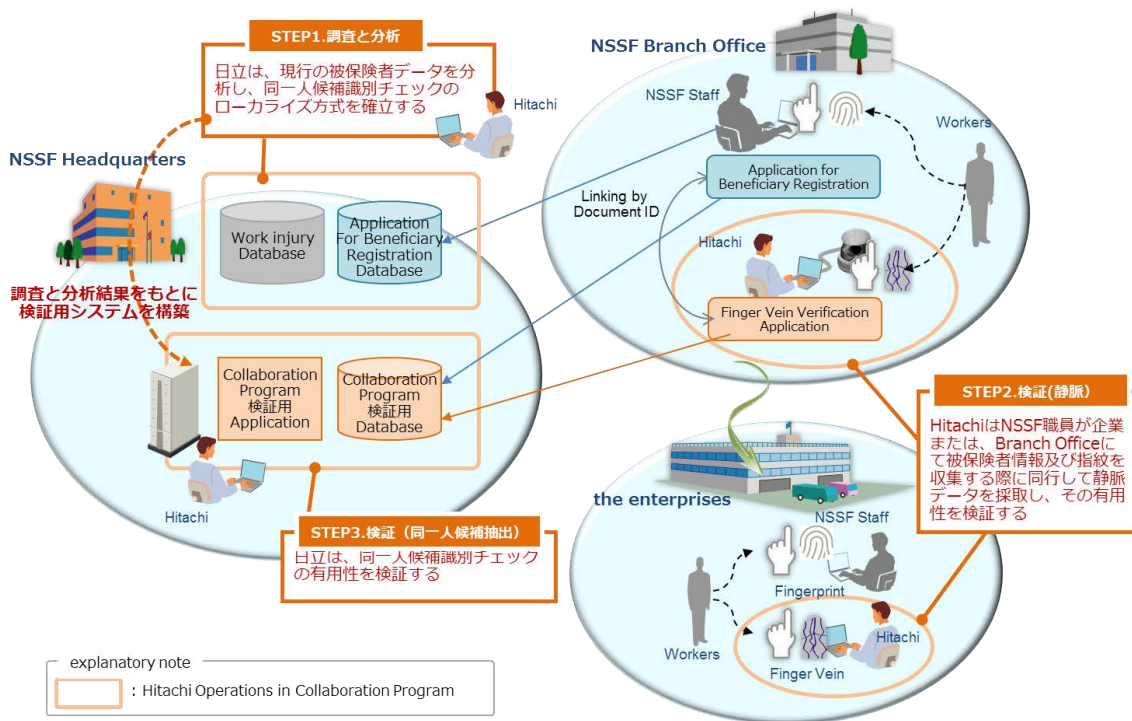 STEP1.調査と分析
日立は、現行の被保険者データを分
析し、同一人候補識別チェックの
ローカライズ方式を確立する
Hitachi
NSSF Headquarters
Work injury
Database
Application
For Beneficiary
Registration
Database
調査と分析結果をもとに
検証用システムを構築
Collaboration
Program
検証用
Application
Collaboration
Program
検証用
Database
Hitachi
STEP3.検証（同一人候補抽出）
日立は、同一人候補識別チェック
の有用性を検証する
NSSF Branch Office
NSSF Staff
Workers
Application for
Beneficiary Registration
Linking by
Document ID
Hitachi
Finger Vein Verification
Application
STEP2.検証(静脈）
HitachiはNSSF職員が企業
または、Branch Officeに
て被保険者情報及び指紋を
収集する際に同行して静脈
データを採取し、その有用
性を検証する
the enterprises
NSSF Staff
Fingerprint
Workers
Hitachi
Finger Vein
explanatory note
: Hitachi Operations in Collaboration Program